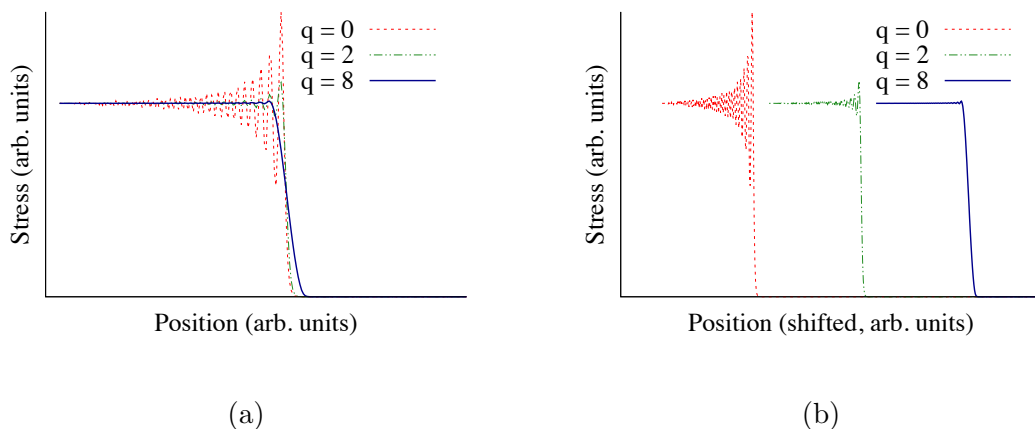 q = 0
q = 2
q = 8
Stress (arb. units)
Position (arb. units)
(a)
q = 0
q = 2
q = 8
Stress (arb. units)
Position (shifted, arb. units)
(b)